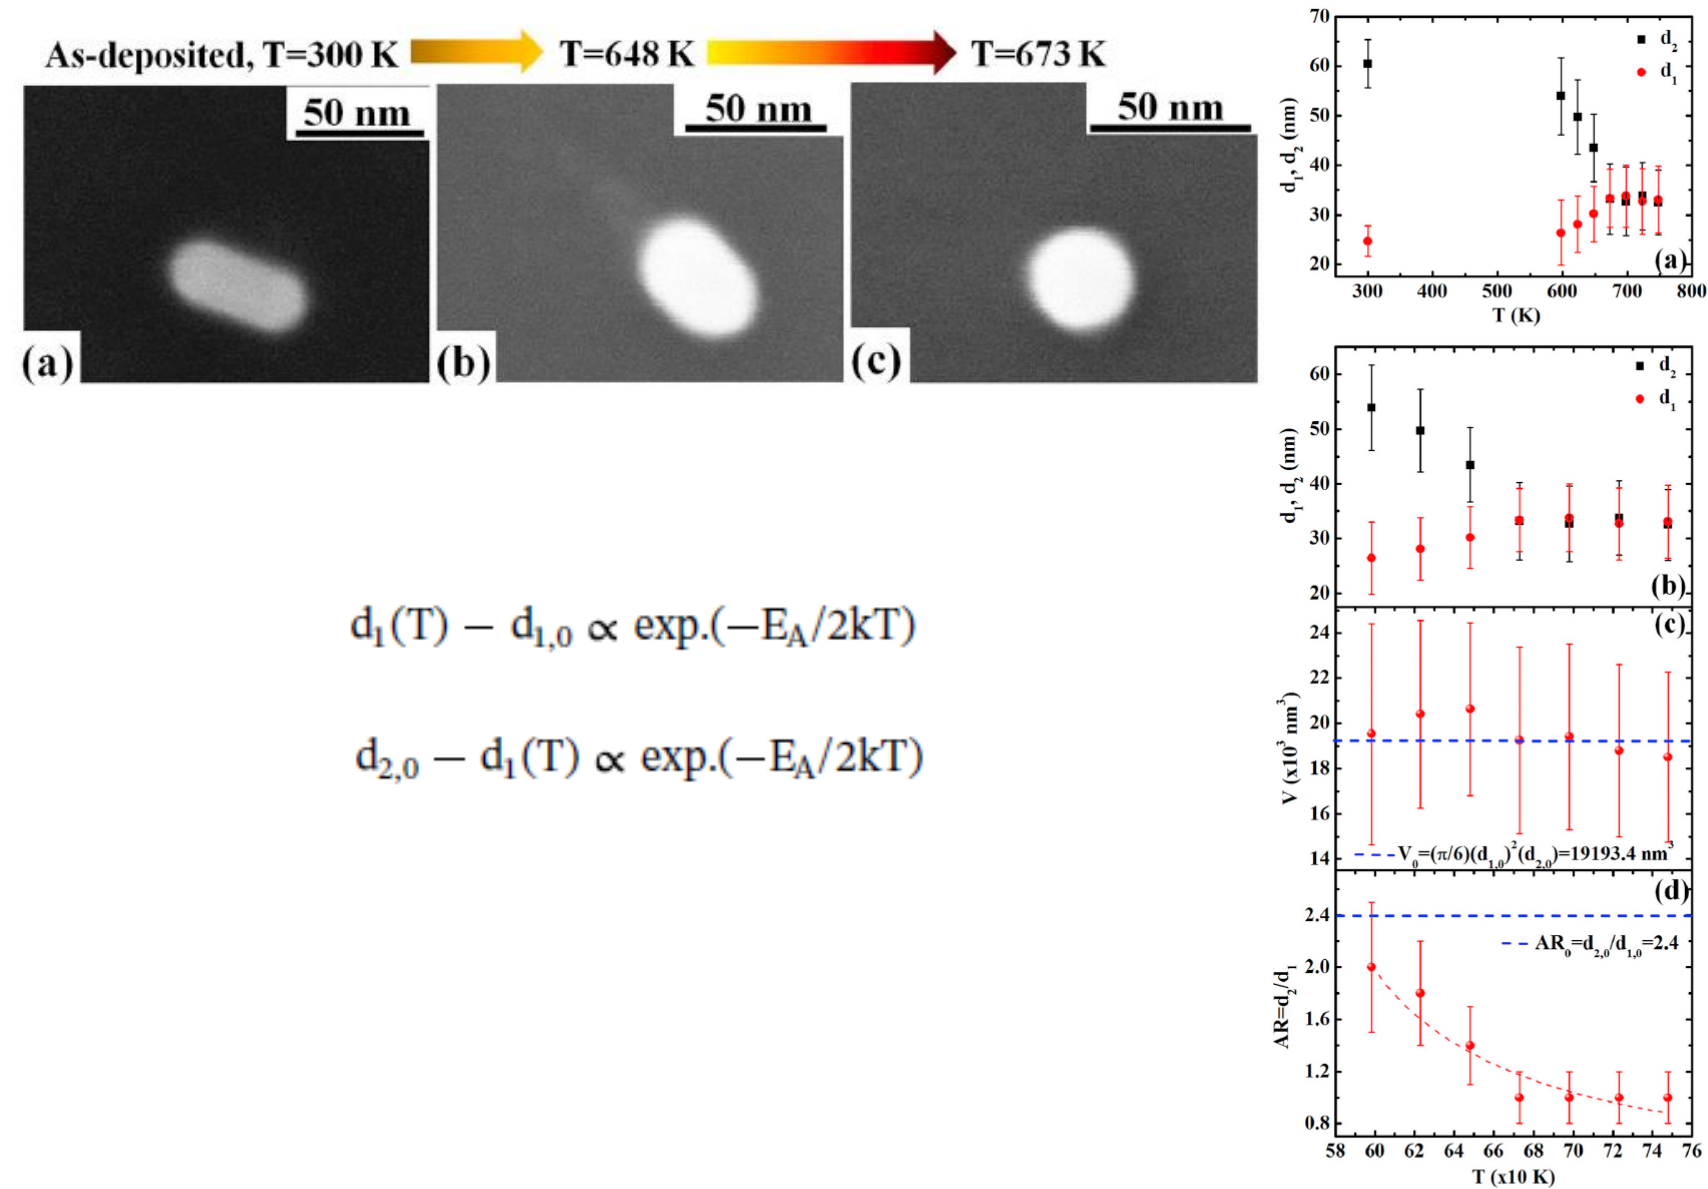 As-deposited, T=300 K T=648 K T=673 K
50 nm
50 nm
50 nm
(a)
(b)
(c)
d₁(T) − d₁,₀ ∝ exp.(−E_A/2kT)
d₂,₀ − d₁(T) ∝ exp.(−E_A/2kT)
70
60
50
40
30
20
d₁, d₂ (nm)
d₂
d₁
(a)
300 400 500 600 700 800
T (K)
60
50
40
30
20
d₁, d₂ (nm)
d₂
d₁
(b)
(c)
24
22
20
18
16
14
V (x10³ nm³)
V₀=(π/6)(d₁,₀)²(d₂,₀)=19193.4 nm³
(d)
2.4
2.0
1.6
1.2
0.8
AR=d₂/d₁
AR₀=d₂,₀/d₁,₀=2.4
58 60 62 64 66 68 70 72 74 76
T (x10 K)